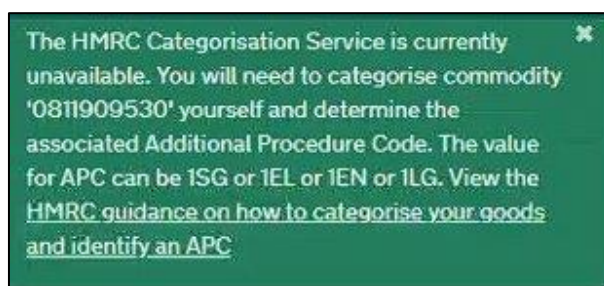 The HMRC Categorisation Service is currently
unavailable. You will need to categorise commodity
'0811909530' yourself and determine the
associated Additional Procedure Code. The value
for APC can be 1SG or 1EL or 1EN or 1LG. View the
HMRC guidance on how to categorise your goods
and identify an APC